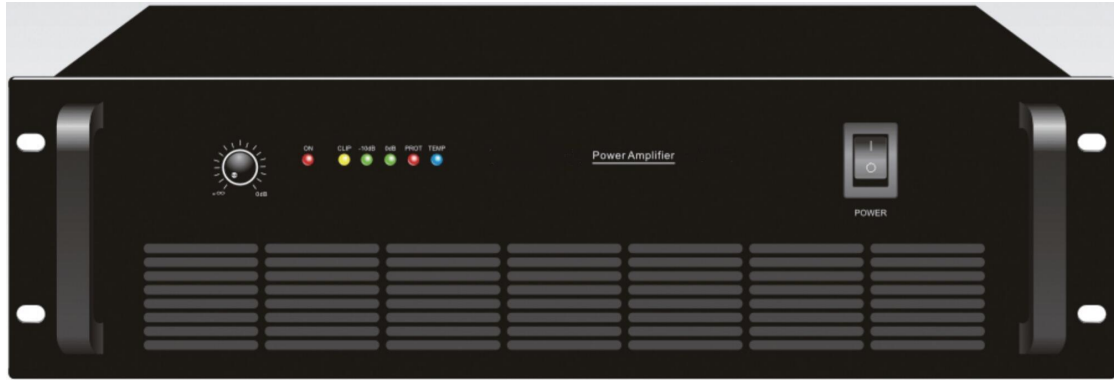 ON
CLIP
-10dB
0dB
PROT
TEMP
Power Amplifier
-∞
0dB
POWER